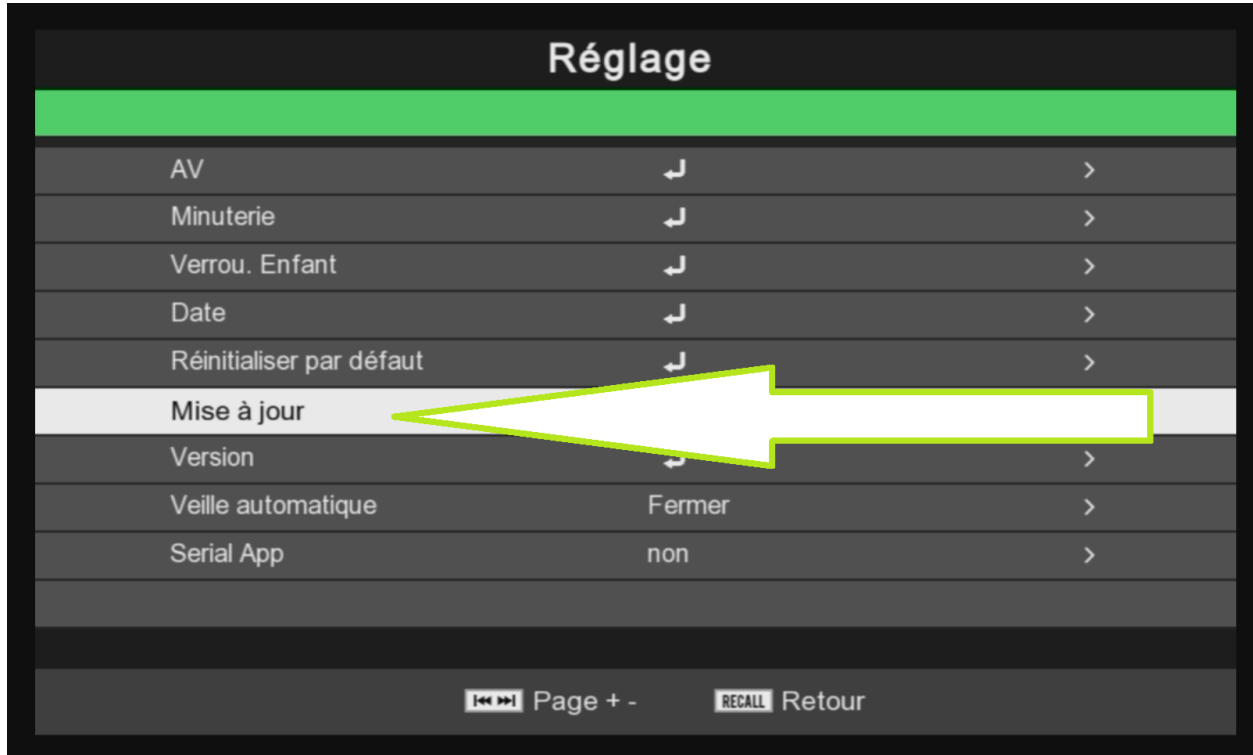 Réglage
AV
Minuterie
Verrou. Enfant
Date
Réinitialiser par défaut
Mise à jour
Version
Veille automatique Fermer
Serial App non
Page + - RECALL Retour